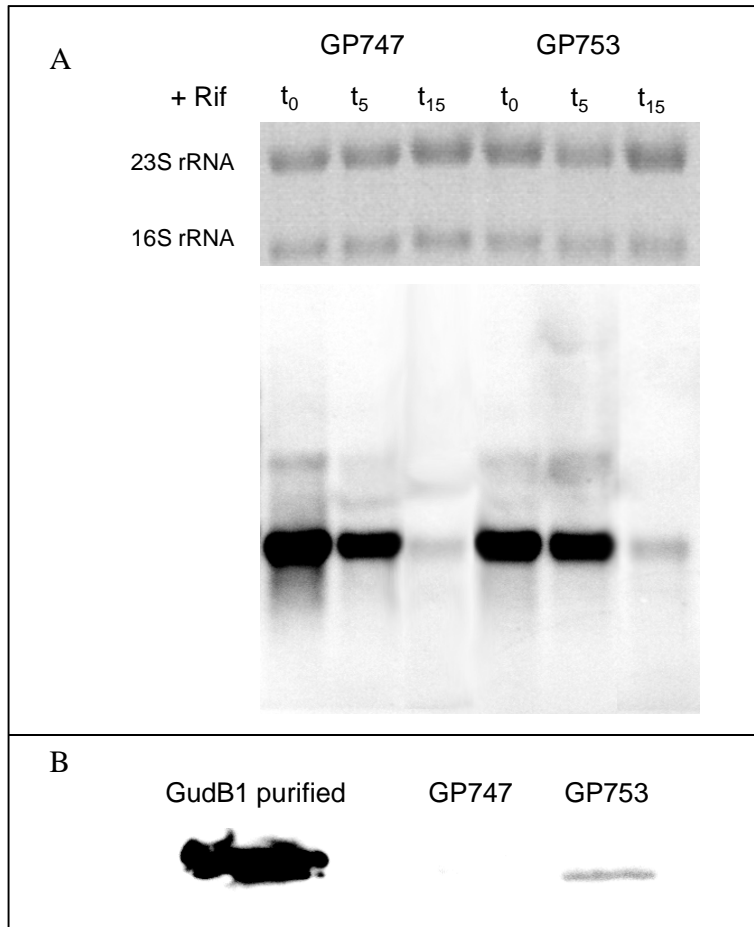 A
GP747 GP753
+ Rif t0 t5 t15 t0 t5 t15
23S rRNA
16S rRNA
B
GudB1 purified GP747 GP753